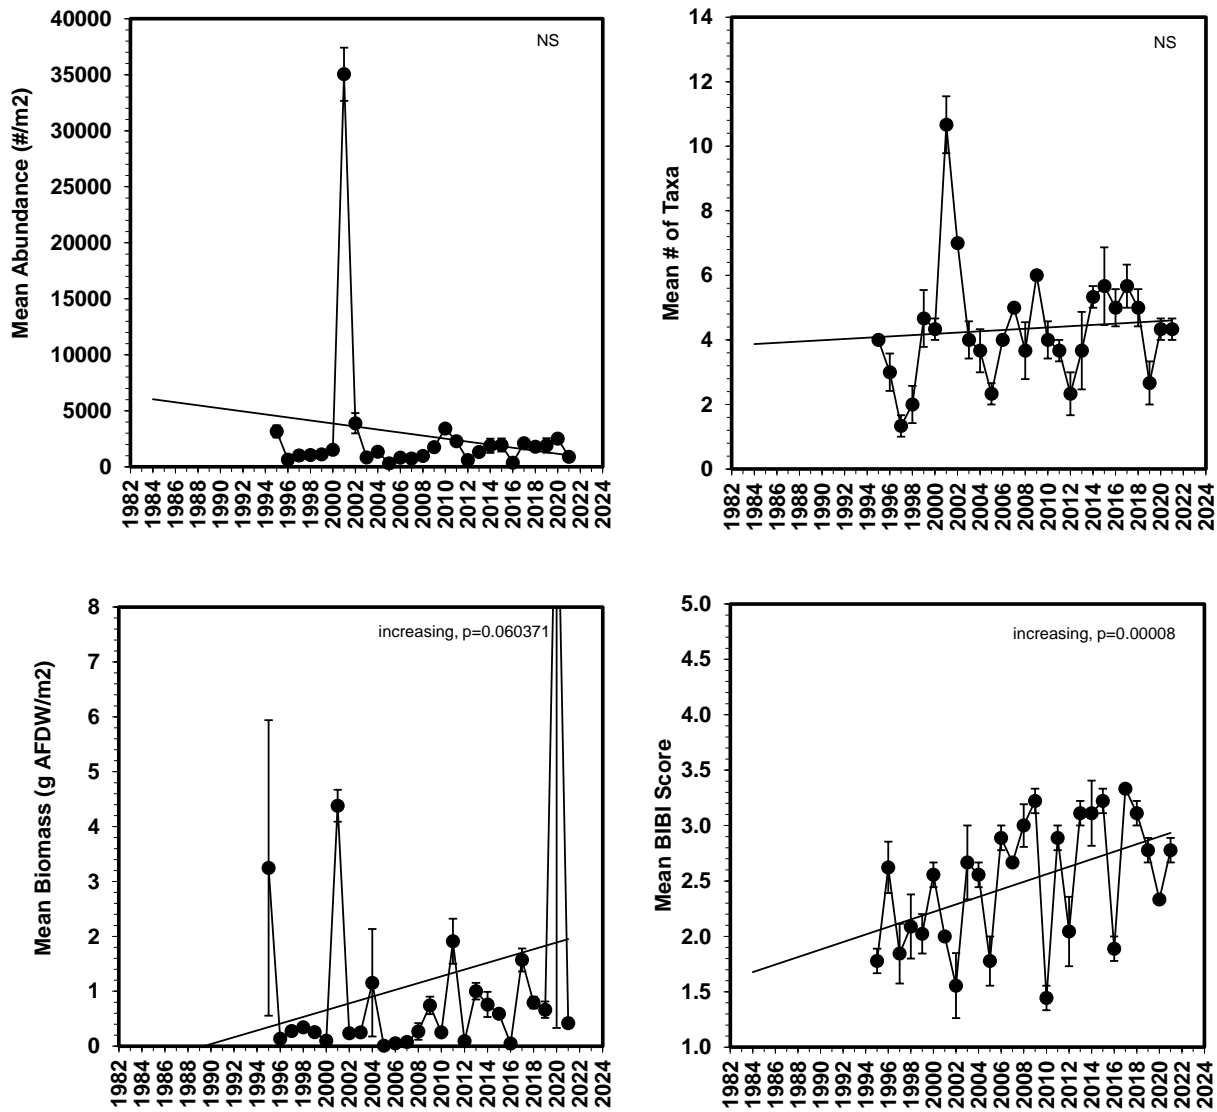 40000
35000
30000
25000
20000
15000
10000
5000
0
Mean Abundance (#/m2)
NS
1982 1984 1986 1988 1990 1992 1994 1996 1998 2000 2002 2004 2006 2008 2010 2012 2014 2016 2018 2020 2022 2024
14
12
10
8
6
4
2
0
Mean # of Taxa
NS
1982 1984 1986 1988 1990 1992 1994 1996 1998 2000 2002 2004 2006 2008 2010 2012 2014 2016 2018 2020 2022 2024
8
7
6
5
4
3
2
1
0
Mean Biomass (g AFDW/m2)
increasing, p=0.060371
1982 1984 1986 1988 1990 1992 1994 1996 1998 2000 2002 2004 2006 2008 2010 2012 2014 2016 2018 2020 2022 2024
5.0
4.5
4.0
3.5
3.0
2.5
2.0
1.5
1.0
Mean BIBI Score
increasing, p=0.00008
1982 1984 1986 1988 1990 1992 1994 1996 1998 2000 2002 2004 2006 2008 2010 2012 2014 2016 2018 2020 2022 2024